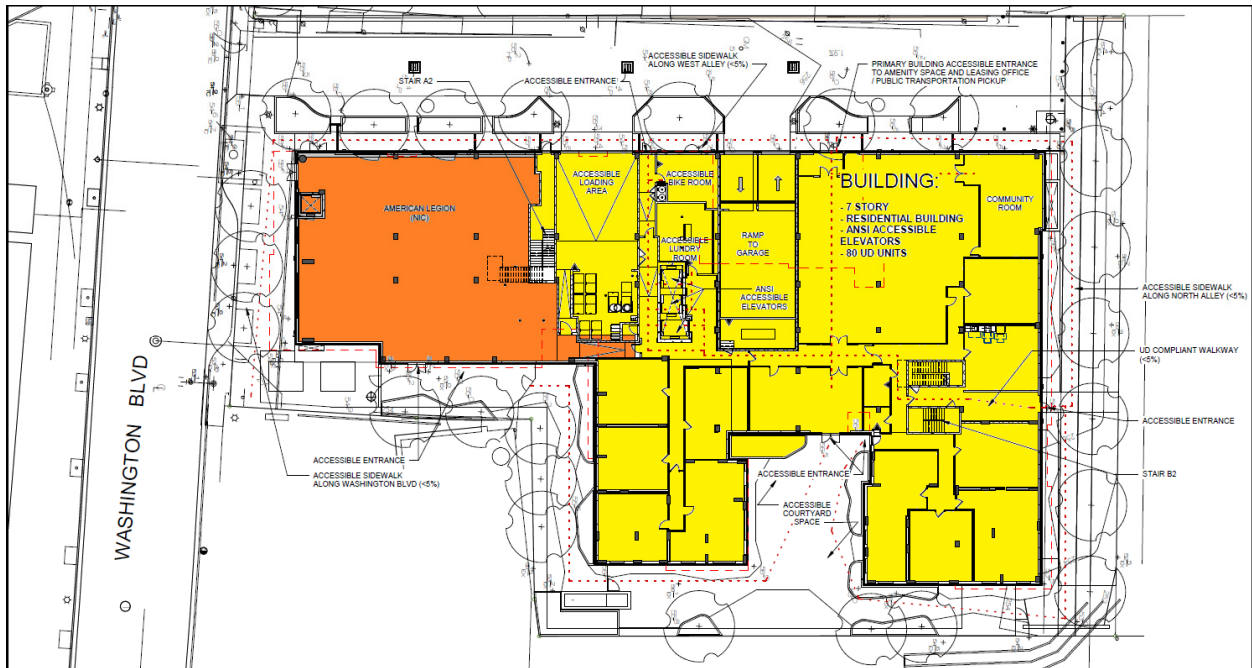 ACCESSIBLE SIDEWALK
ALONG WEST ALLEY (<5%)
PRIMARY BUILDING ACCESSIBLE ENTRANCE
TO AMENITY SPACE AND LEASING OFFICE
/ PUBLIC TRANSPORTATION PICKUP
STAIR A2
ACCESSIBLE ENTRANCE
ACCESSIBLE
LOADING
AREA
ACCESSIBLE
BIKE ROOM
BUILDING:
- 7 STORY
- RESIDENTIAL BUILDING
- ANSI ACCESSIBLE
ELEVATORS
- 80 UD UNITS
COMMUNITY
ROOM
AMERICAN LEGION
(NIC)
RAMP
TO
GARAGE
ACCESSIBLE
LUNDRY
ROOM
ANSI
ACCESSIBLE
ELEVATORS
ACCESSIBLE SIDEWALK
ALONG NORTH ALLEY (<5%)
UD COMPLIANT WALKWAY
(<5%)
ACCESSIBLE ENTRANCE
STAIR B2
WASHINGTON BLVD
ACCESSIBLE ENTRANCE
ACCESSIBLE SIDEWALK
ALONG WASHINGTON BLVD (<5%)
ACCESSIBLE ENTRANCE
ACCESSIBLE
COURTYARD
SPACE